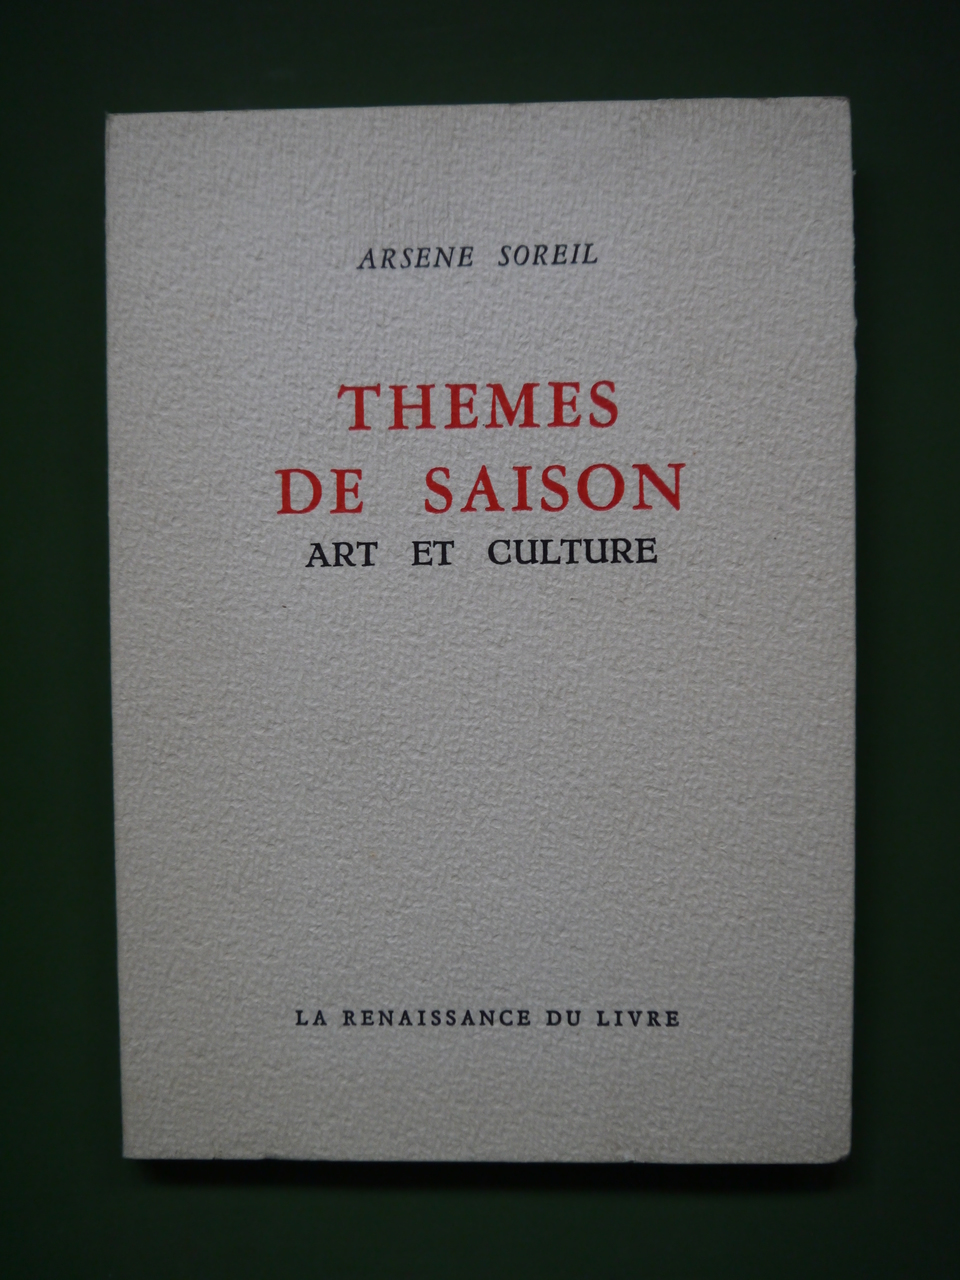 ARSENE SOREIL
THEMES
DE SAISON
ART ET CULTURE
LA RENAISSANCE DU LIVRE